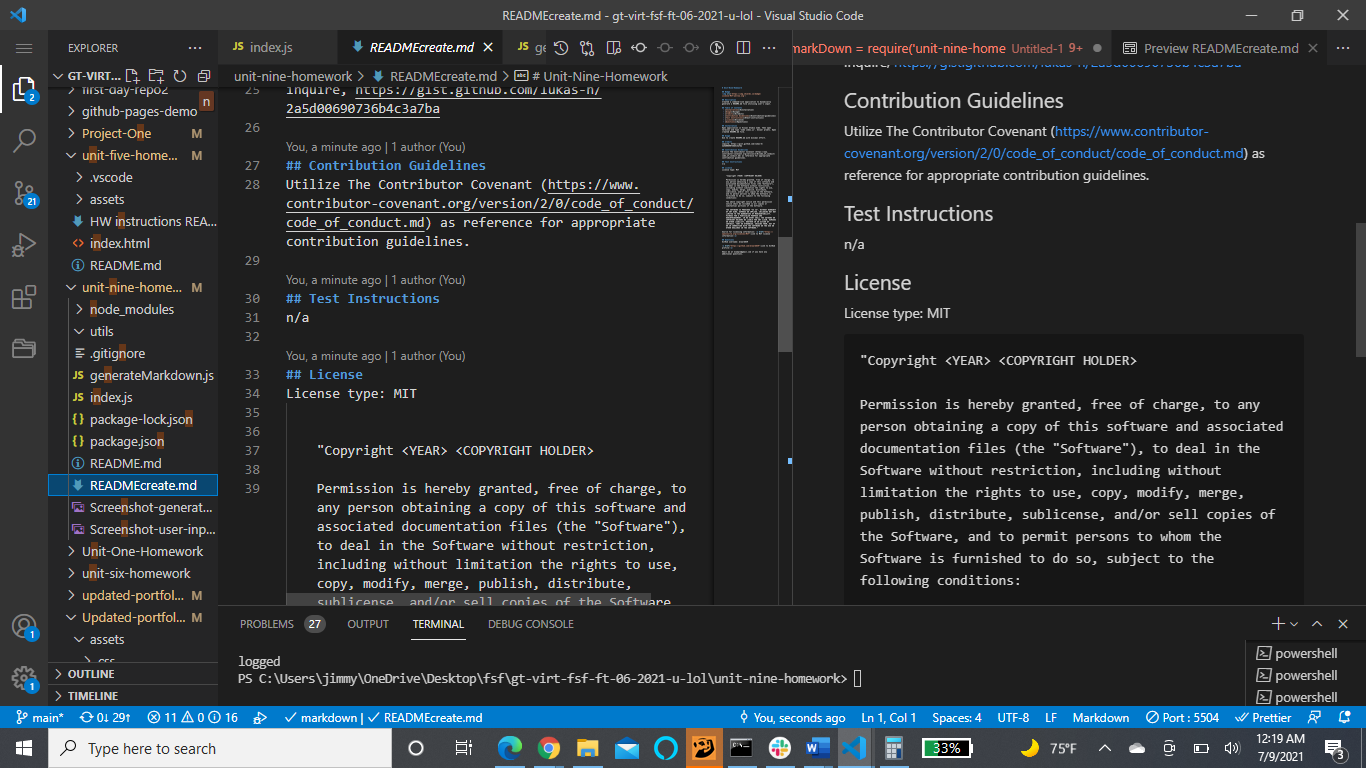 READMEcreate.md - gt-virt-fsf-ft-06-2021-u-lol - Visual Studio Code
EXPLORER
GT-VIRT...
first-day-repo2
github-pages-demo
n
Project-One M
unit-five-home... M
.vscode
assets
HW instructions REA...
index.html
README.md
unit-nine-home... M
node_modules
utils
.gitignore
generateMarkdown.js
index.js
package-lock.json
package.json
README.md
READMEcreate.md
Screenshot-generat...
Screenshot-user-inp...
Unit-One-Homework
unit-six-homework
updated-portfol... M
Updated-portfol... M
assets
css
OUTLINE
TIMELINE
2
21
1
1
JS index.js
READMEcreate.md
JS ge
unit-nine-homework > READMEcreate.md > # Unit-Nine-Homework
25 inquire, https://gist.github.com/lukas-h/
2a5d00690736b4c3a7ba
26
You, a minute ago | 1 author (You)
27 ## Contribution Guidelines
28 Utilize The Contributor Covenant (https://www.
contributor-covenant.org/version/2/0/code_of_conduct/
code_of_conduct.md) as reference for appropriate
contribution guidelines.
29
You, a minute ago | 1 author (You)
30 ## Test Instructions
31 n/a
32
You, a minute ago | 1 author (You)
33 ## License
34 License type: MIT
35
36
37 "Copyright <YEAR> <COPYRIGHT HOLDER>
38
39 Permission is hereby granted, free of charge, to
any person obtaining a copy of this software and
associated documentation files (the "Software"),
to deal in the Software without restriction,
including without limitation the rights to use,
copy, modify, merge, publish, distribute,
sublicense, and/or sell copies of the Software
markDown = require('unit-nine-home Untitled-1 9+
Preview READMEcreate.md
Contribution Guidelines
Utilize The Contributor Covenant (https://www.contributor-
covenant.org/version/2/0/code_of_conduct/code_of_conduct.md) as
reference for appropriate contribution guidelines.
Test Instructions
n/a
License
License type: MIT
"Copyright <YEAR> <COPYRIGHT HOLDER>
Permission is hereby granted, free of charge, to any
person obtaining a copy of this software and associated
documentation files (the "Software"), to deal in the
Software without restriction, including without
limitation the rights to use, copy, modify, merge,
publish, distribute, sublicense, and/or sell copies of
the Software, and to permit persons to whom the
Software is furnished to do so, subject to the
following conditions:
PROBLEMS 27 OUTPUT TERMINAL DEBUG CONSOLE
logged
PS C:\Users\jimmy\OneDrive\Desktop\fsf\gt-virt-fsf-ft-06-2021-u-lol\unit-nine-homework>
powershell
powershell
powershell
main* 0↓ 29↑ 11 0 16 markdown | READMEcreate.md You, seconds ago Ln 1, Col 1 Spaces: 4 UTF-8 LF Markdown Port : 5504 Prettier
Type here to search
33%
75°F
12:19 AM
7/9/2021
3